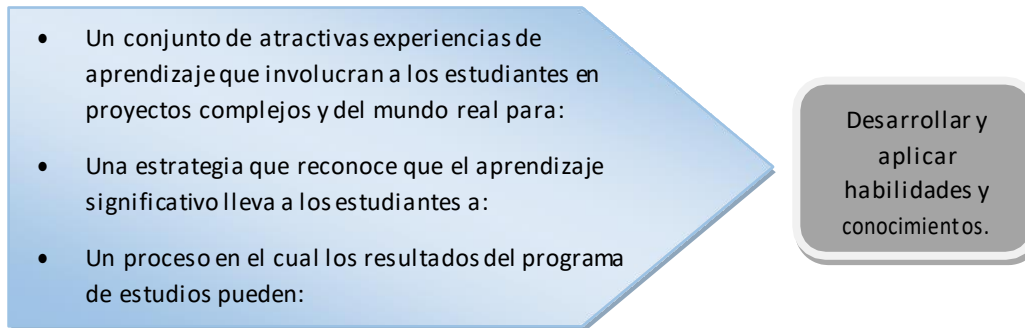 • Un conjunto de atractivas experiencias de
aprendizaje que involucran a los estudiantes en
proyectos complejos y del mundo real para:
• Una estrategia que reconoce que el aprendizaje
significativo lleva a los estudiantes a:
• Un proceso en el cual los resultados del programa
de estudios pueden:
Desarrollar y
aplicar
habilidades y
conocimientos.